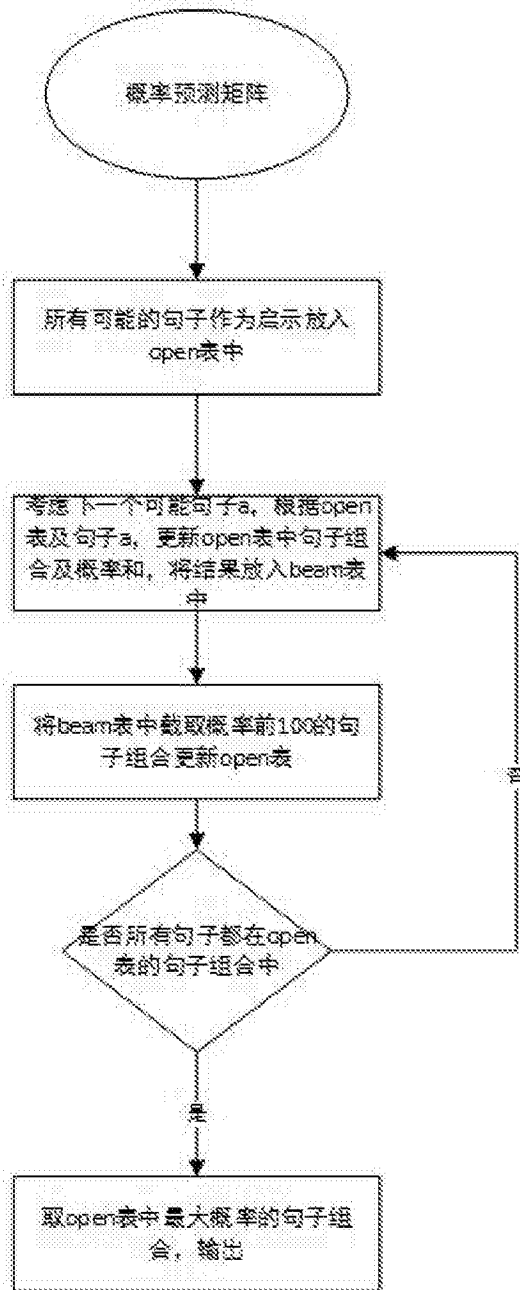 概率预测矩阵
所有可能的句子作为启示放入
open表中
考虑下一个可能句子a，根据open
表及句子a，更新open表中句子组
合及概率和，将结果放入beam表
中
将beam表中截取概率前100的句
子组合更新open表
否
是否所有句子都在open
表的句子组合中
是
取open表中最大概率的句子组
合，输出